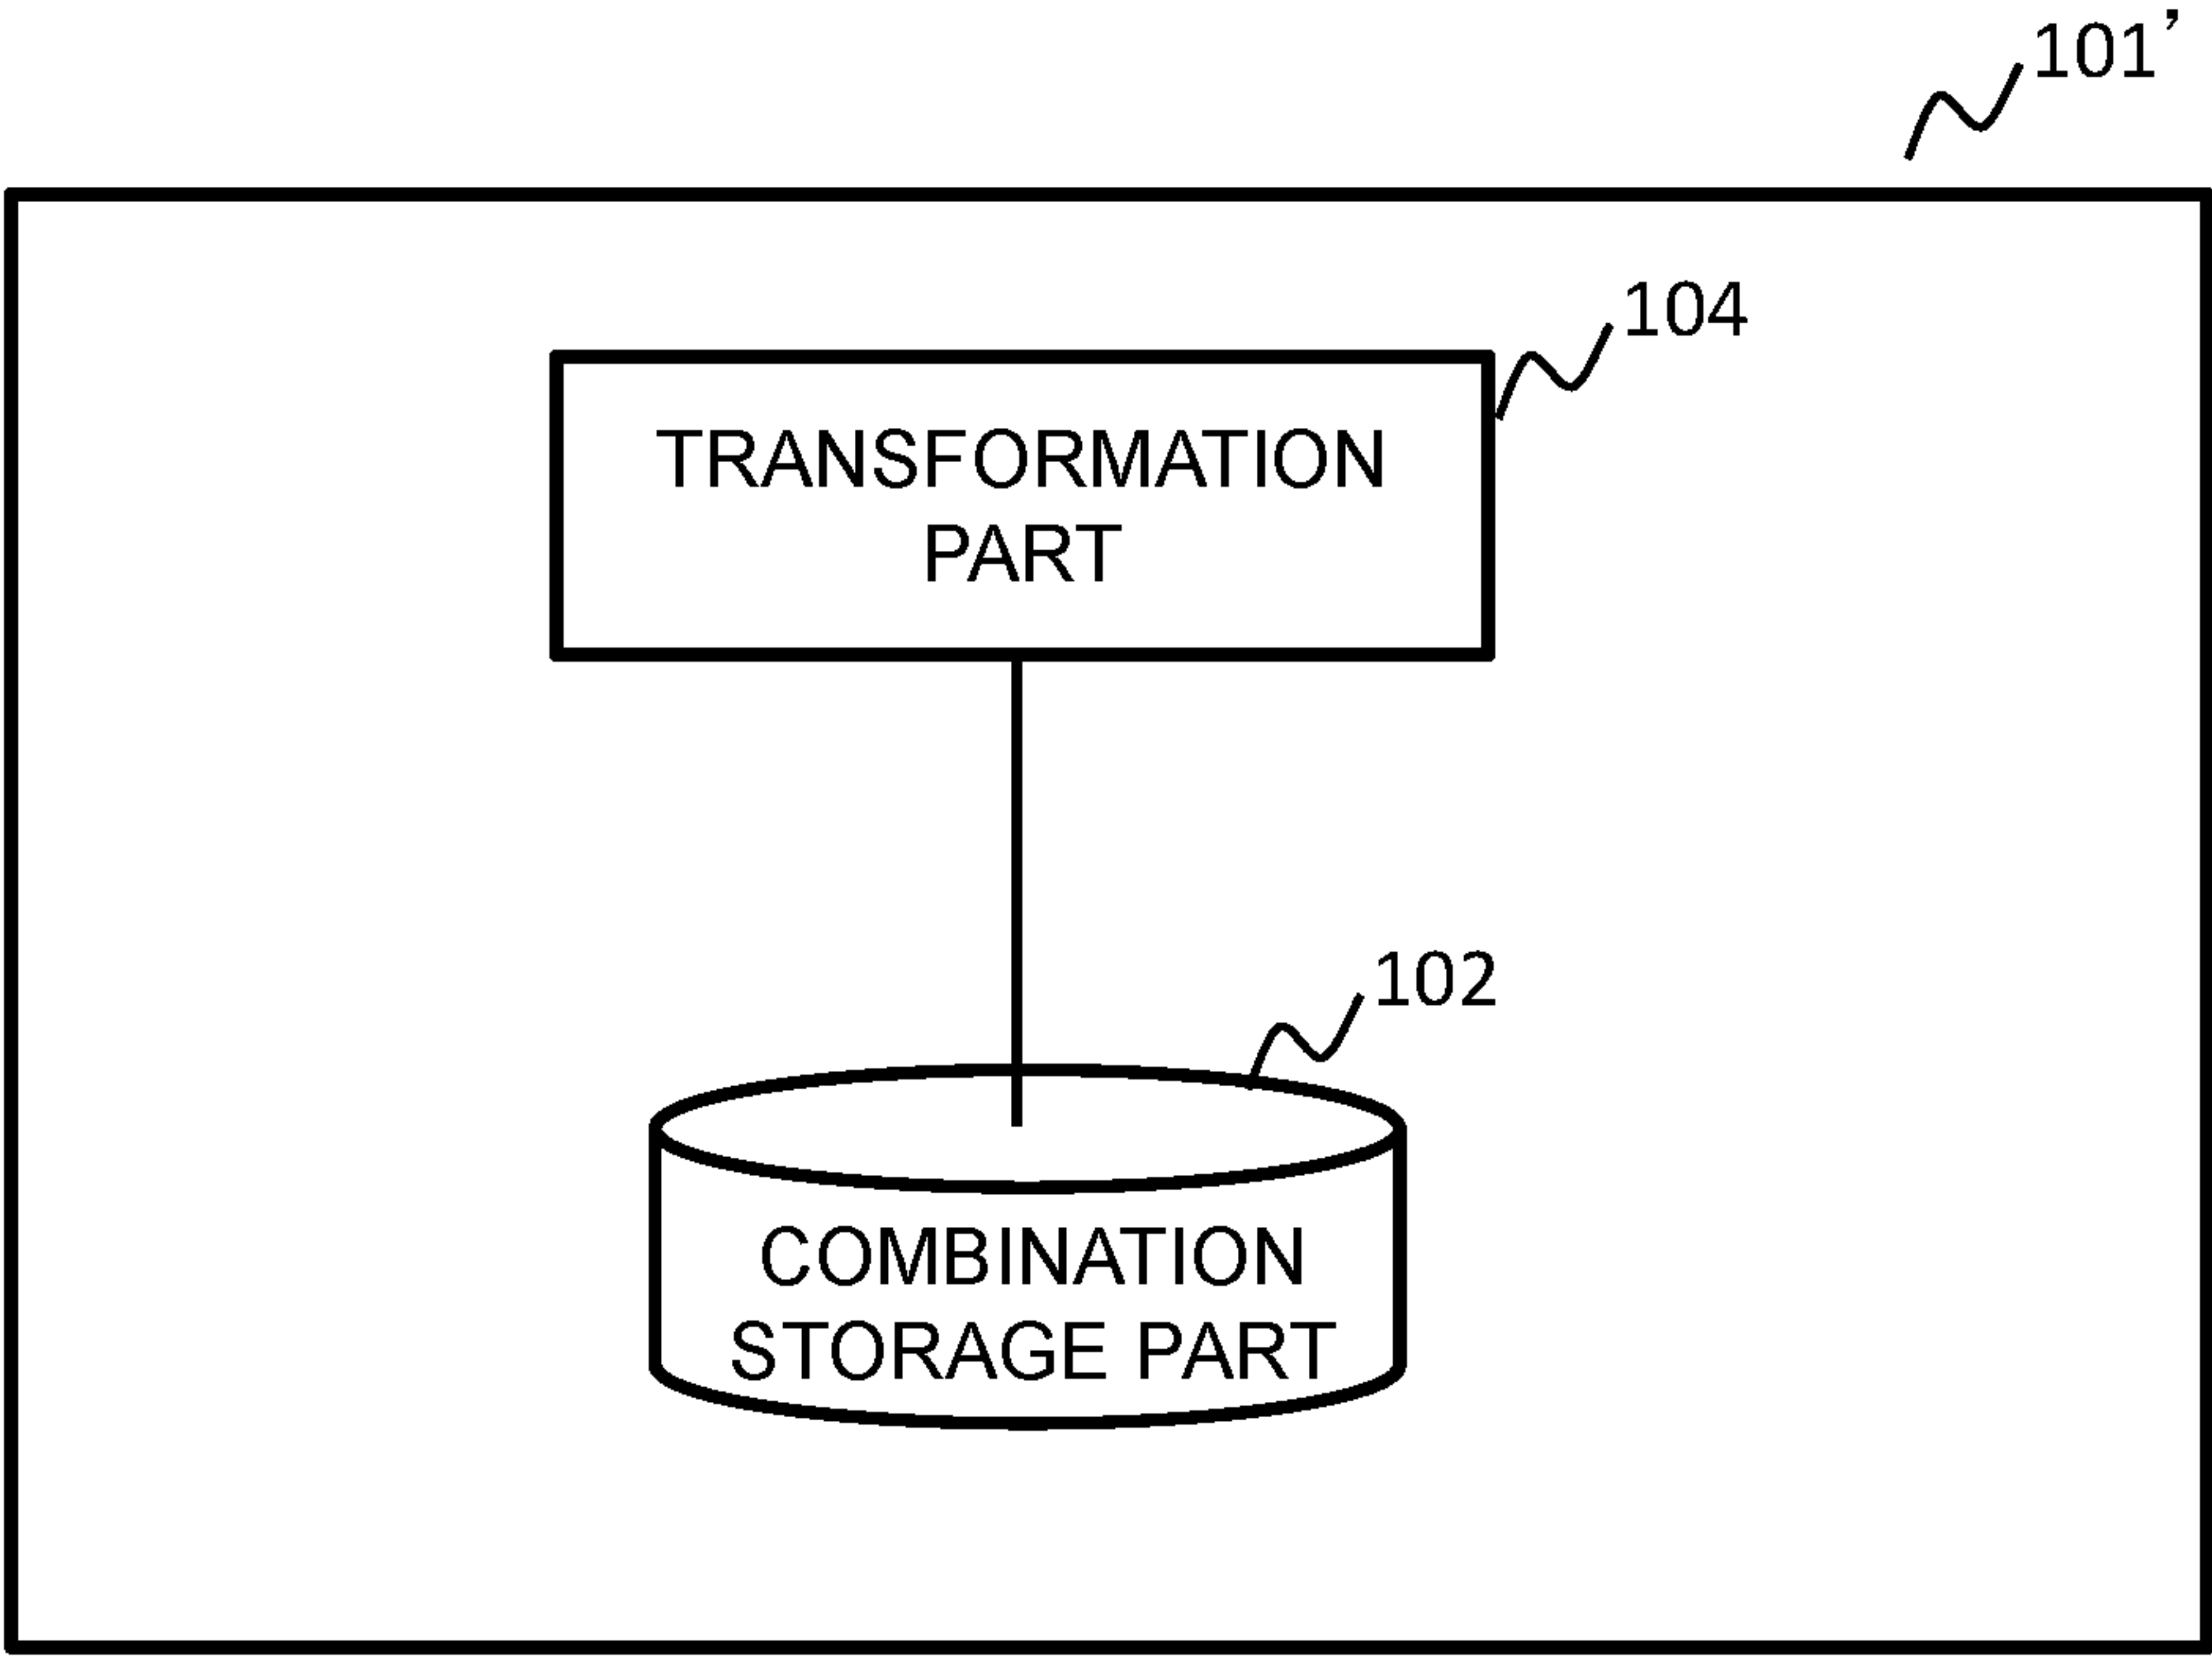 101’
104
TRANSFORMATION
PART
102
COMBINATION
STORAGE PART